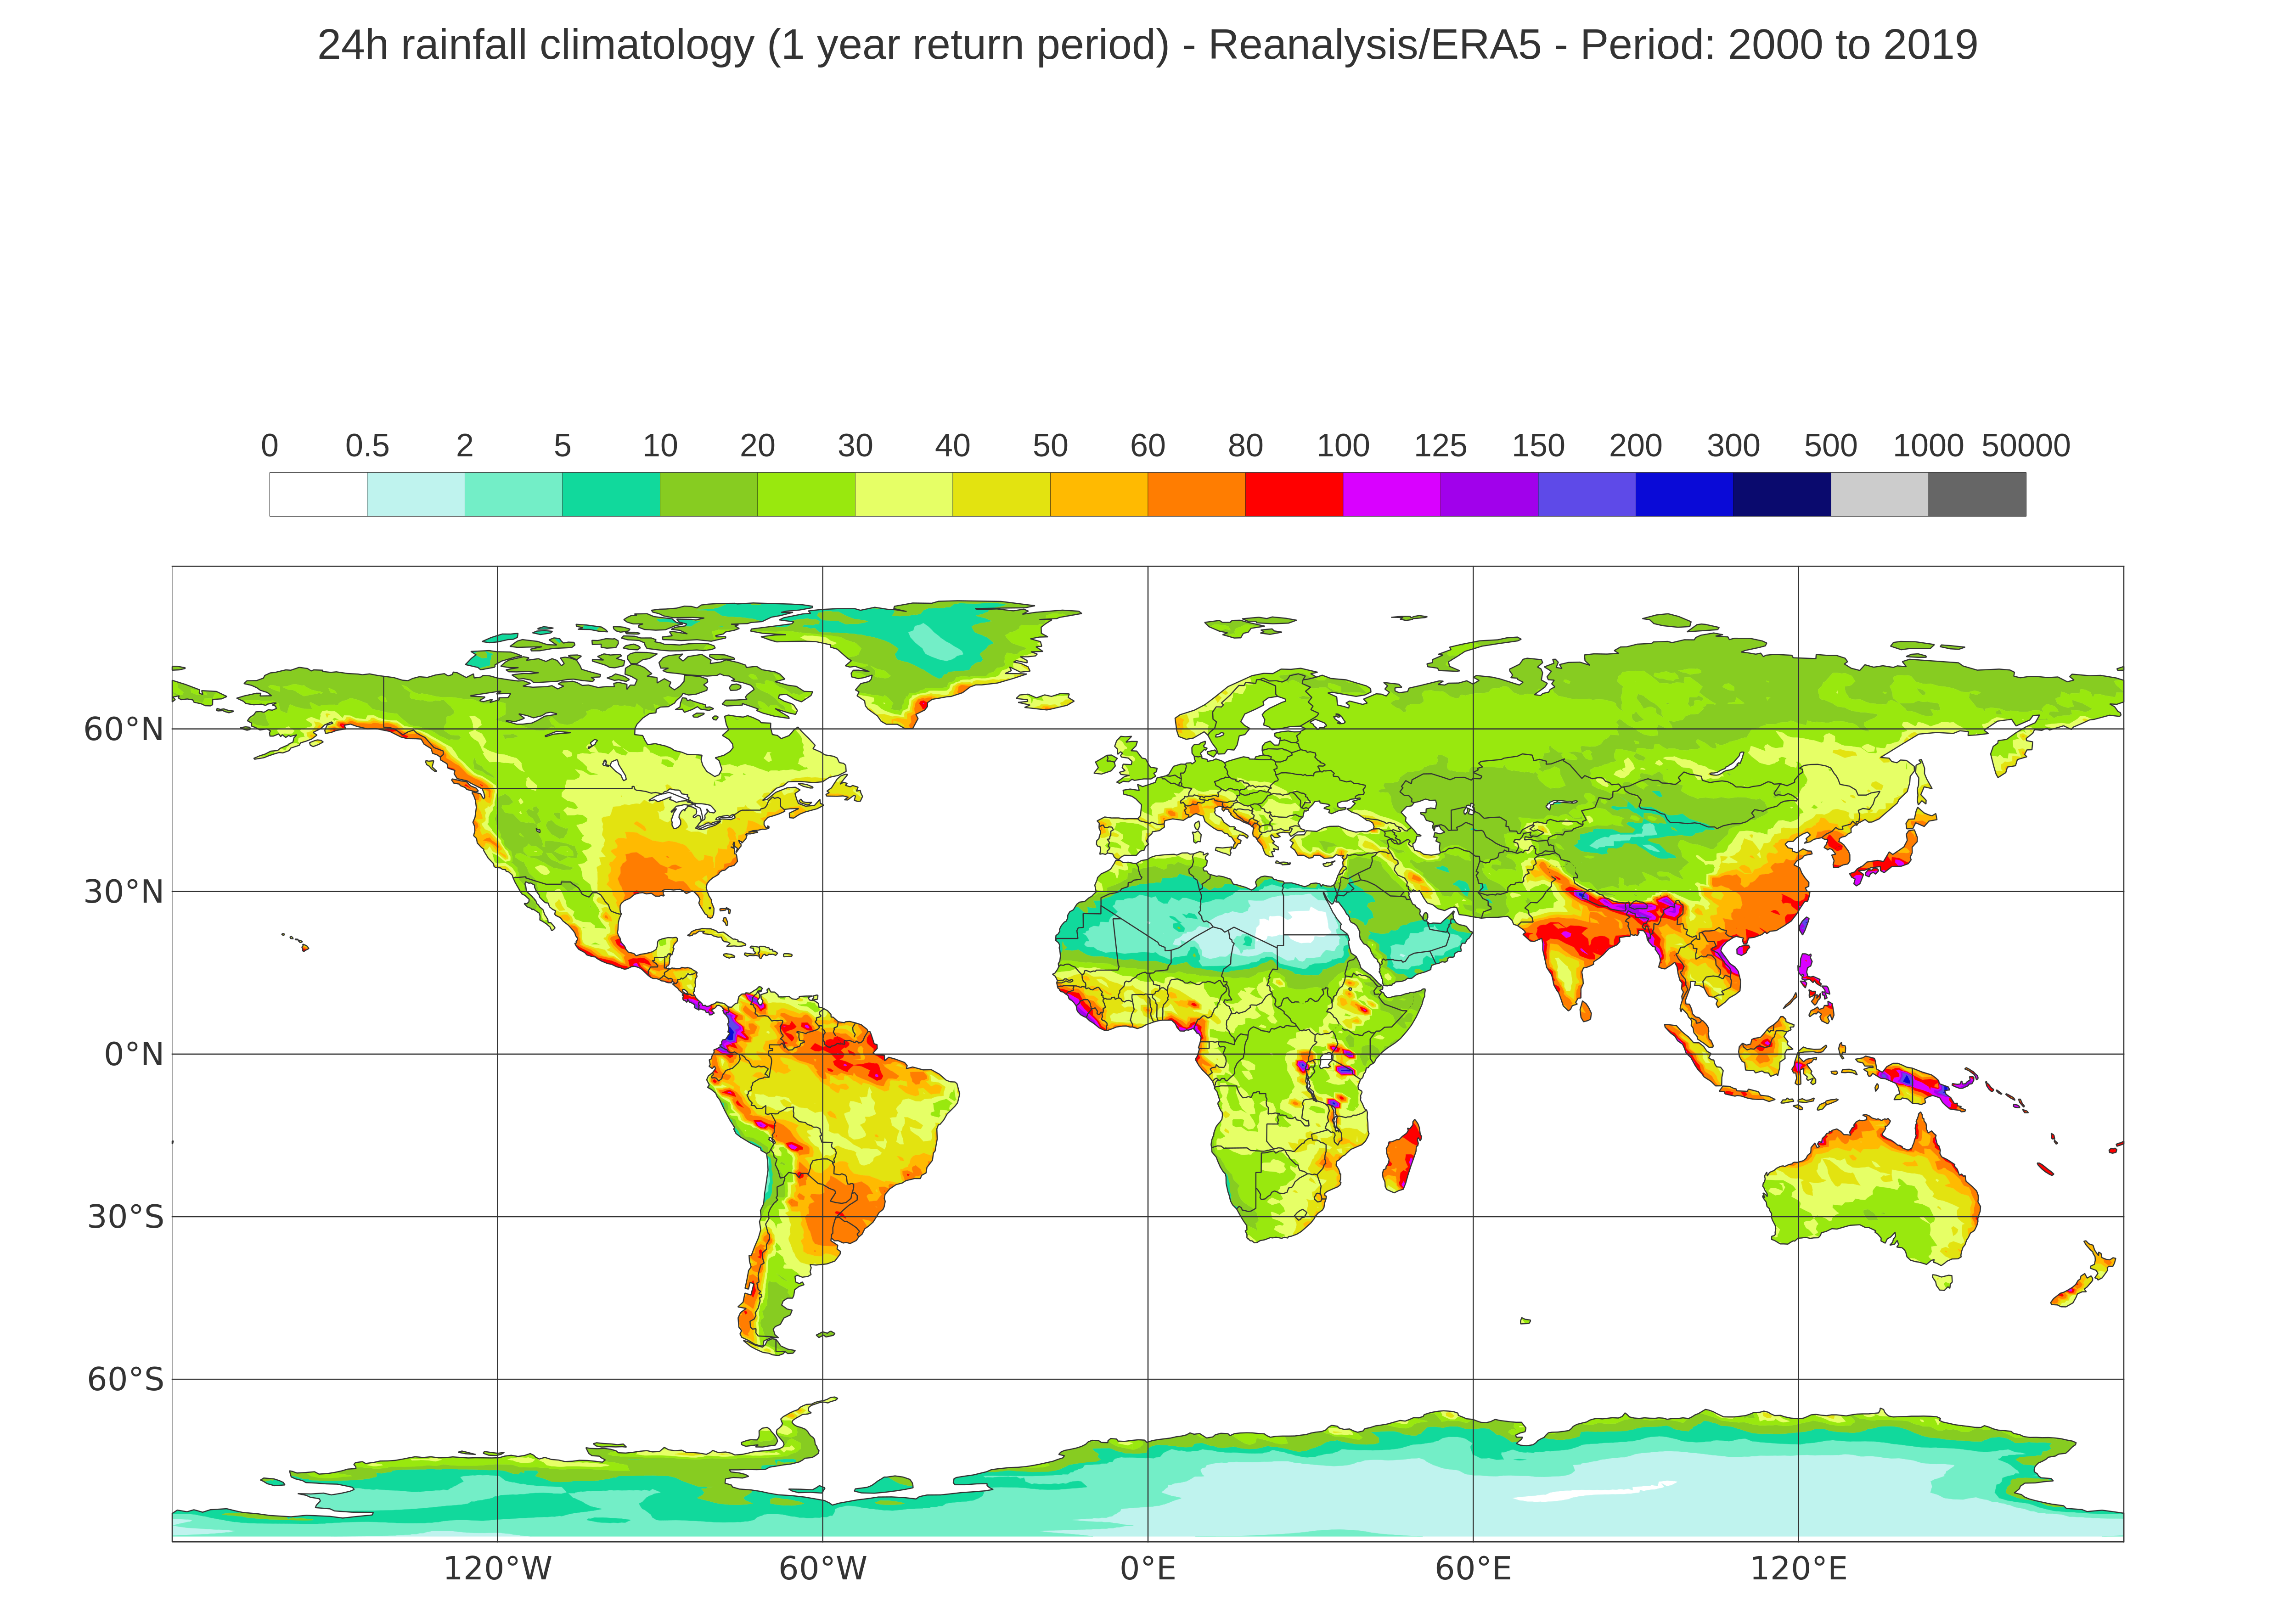 24h rainfall climatology (1 year return period) - Reanalysis/ERA5 - Period: 2000 to 2019
0 0.5 2 5 10 20 30 40 50 60 80 100 125 150 200 300 500 1000 50000
60°N
30°N
0°N
30°S
60°S
120°W 60°W 0°E 60°E 120°E